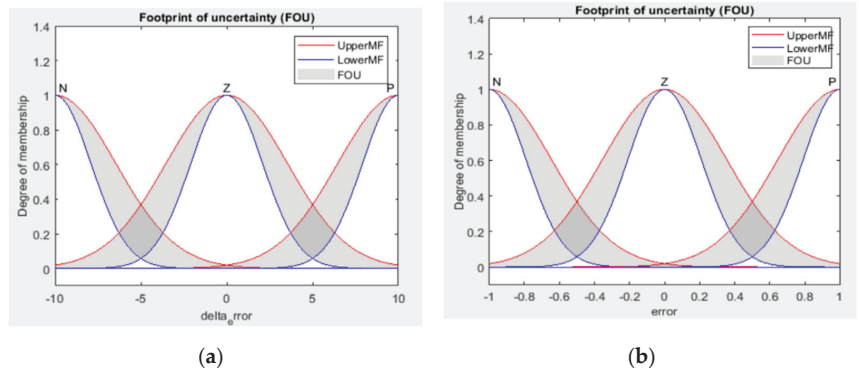 Footprint of uncertainty (FOU)
1.4
1.2
1
0.8
0.6
0.4
0.2
0
Degree of membership
N
Z
P
UpperMF
LowerMF
FOU
-10
-5
0
5
10
delta_error
(a)
Footprint of uncertainty (FOU)
1.4
1.2
1
0.8
0.6
0.4
0.2
0
Degree of membership
N
Z
P
UpperMF
LowerMF
FOU
-1
-0.8
-0.6
-0.4
-0.2
0
0.2
0.4
0.6
0.8
1
error
(b)